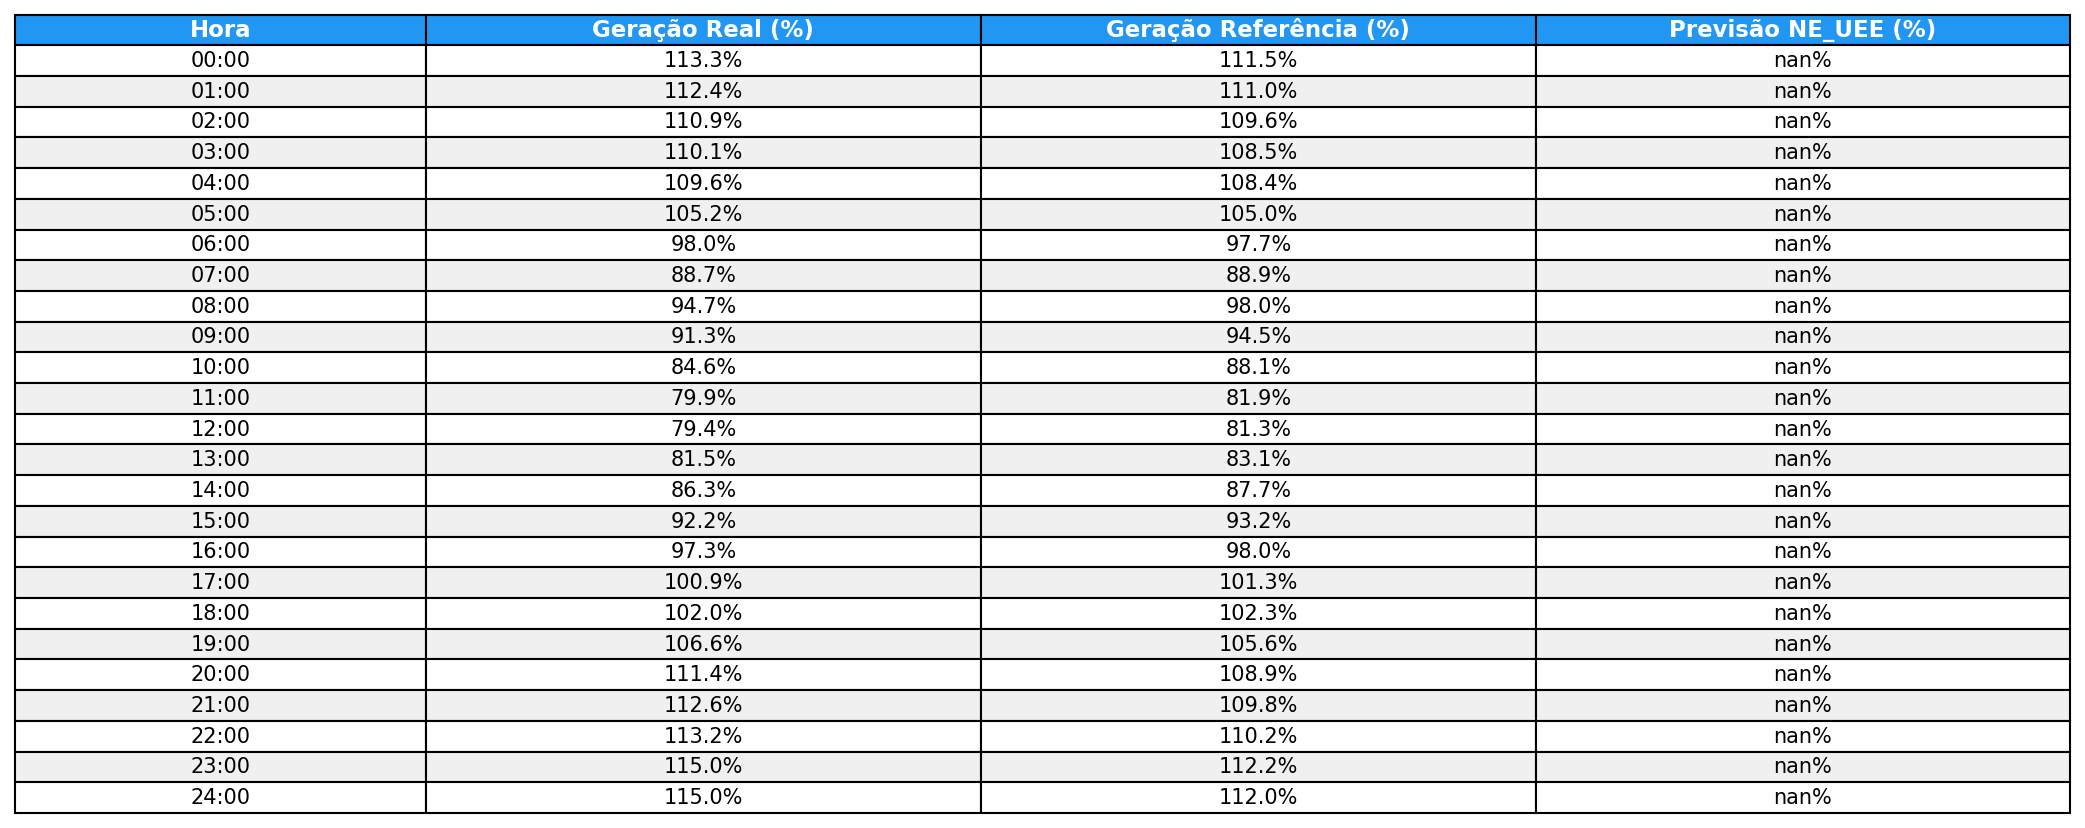 Hora Geração Real (%) Geração Referência (%) Previsão NE_UEE (%)
00:00 113.3% 111.5% nan%
01:00 112.4% 111.0% nan%
02:00 110.9% 109.6% nan%
03:00 110.1% 108.5% nan%
04:00 109.6% 108.4% nan%
05:00 105.2% 105.0% nan%
06:00 98.0% 97.7% nan%
07:00 88.7% 88.9% nan%
08:00 94.7% 98.0% nan%
09:00 91.3% 94.5% nan%
10:00 84.6% 88.1% nan%
11:00 79.9% 81.9% nan%
12:00 79.4% 81.3% nan%
13:00 81.5% 83.1% nan%
14:00 86.3% 87.7% nan%
15:00 92.2% 93.2% nan%
16:00 97.3% 98.0% nan%
17:00 100.9% 101.3% nan%
18:00 102.0% 102.3% nan%
19:00 106.6% 105.6% nan%
20:00 111.4% 108.9% nan%
21:00 112.6% 109.8% nan%
22:00 113.2% 110.2% nan%
23:00 115.0% 112.2% nan%
24:00 115.0% 112.0% nan%